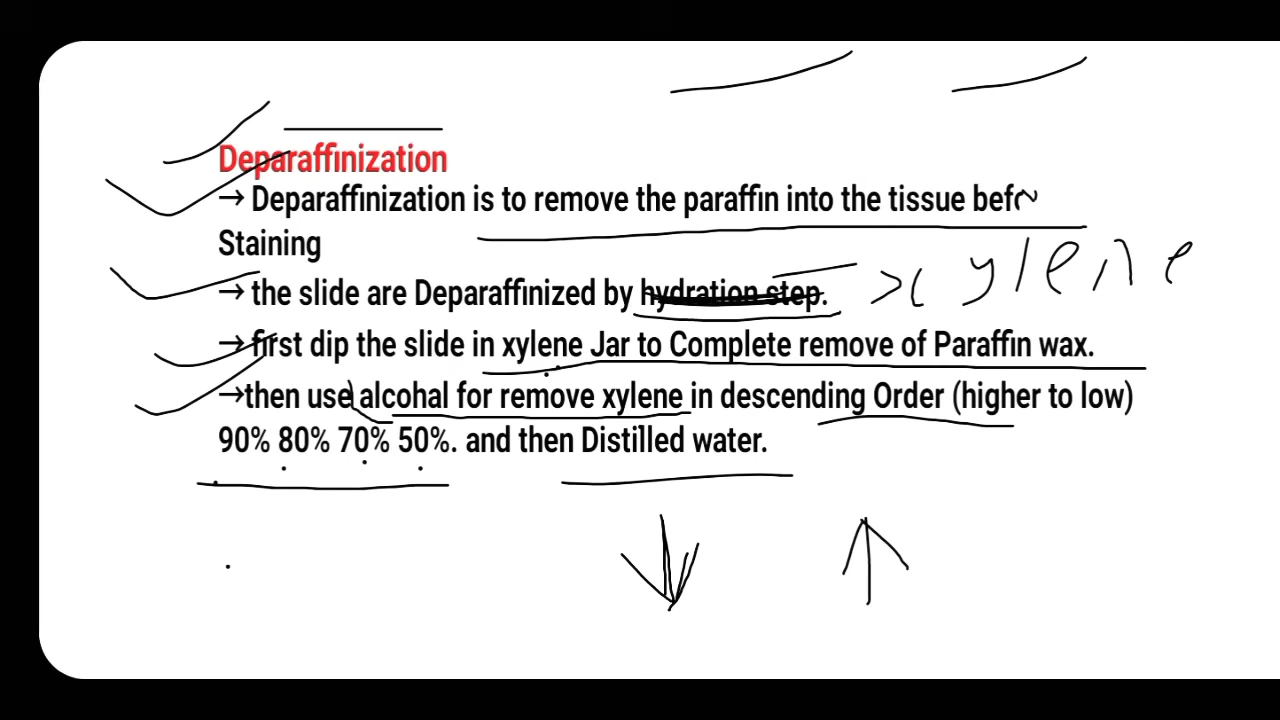 Deparaffinization
→ Deparaffinization is to remove the paraffin into the tissue
Staining
→ the slide are Deparaffinized by hydration step. xylene
→ first dip the slide in xylene Jar to Complete remove of Paraffin wax.
→then use alcohal for remove xylene in descending Order (higher to low)
90% 80% 70% 50%. and then Distilled water.